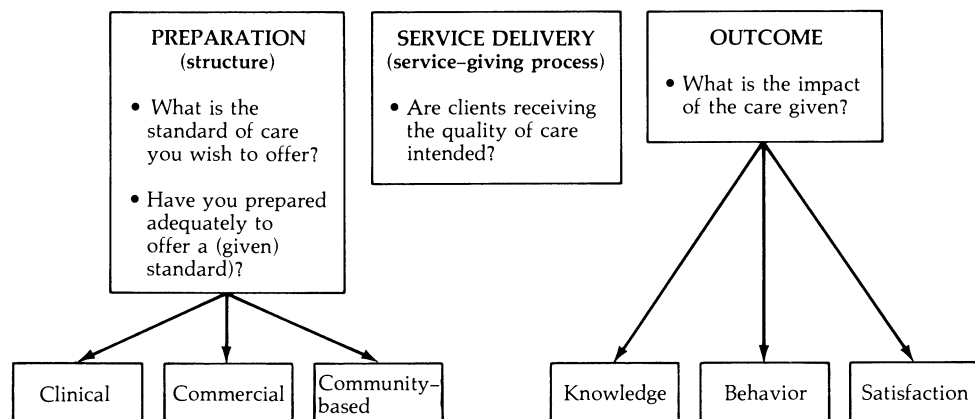 PREPARATION
(structure)
• What is the
standard of care
you wish to offer?
• Have you prepared
adequately to
offer a (given)
standard)?
SERVICE DELIVERY
(service-giving process)
• Are clients receiving
the quality of care
intended?
OUTCOME
• What is the impact
of the care given?
Clinical
Commercial
Community-
based
Knowledge
Behavior
Satisfaction